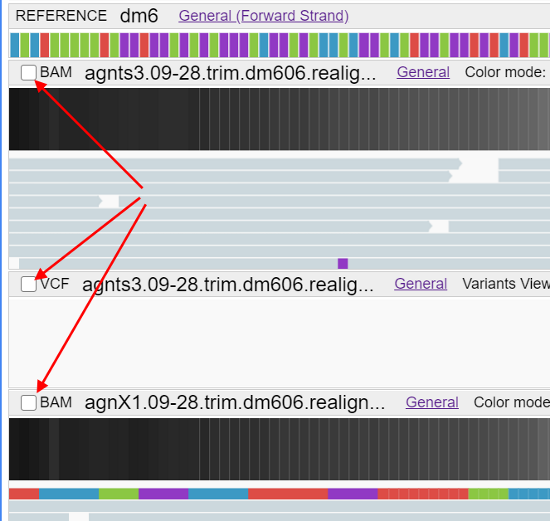 REFERENCE dm6 General (Forward Strand)
BAM agnts3.09-28.trim.dm606.realig... General Color mode:
VCF agnts3.09-28.trim.dm606.realig... General Variants View
BAM agnX1.09-28.trim.dm606.realign... General Color mode